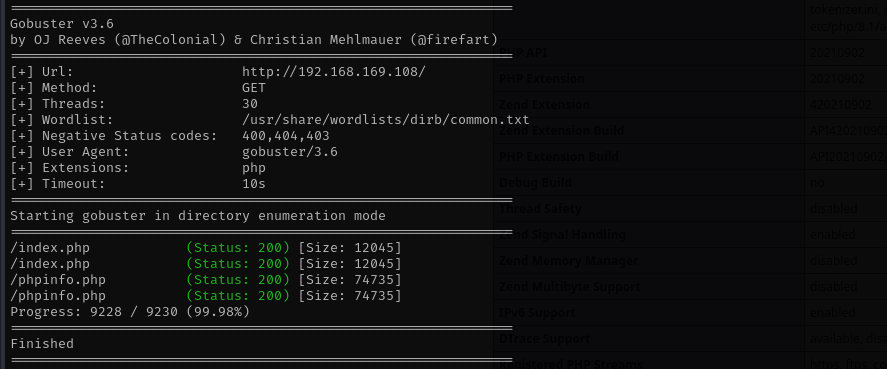 Gobuster v3.6
by OJ Reeves (@TheColonial) & Christian Mehlmauer (@firefart)
[+] Url: http://192.168.169.108/
[+] Method: GET
[+] Threads: 30
[+] Wordlist: /usr/share/wordlists/dirb/common.txt
[+] Negative Status codes: 400,404,403
[+] User Agent: gobuster/3.6
[+] Extensions: php
[+] Timeout: 10s
Starting gobuster in directory enumeration mode
/index.php (Status: 200) [Size: 12045]
/index.php (Status: 200) [Size: 12045]
/phpinfo.php (Status: 200) [Size: 74735]
/phpinfo.php (Status: 200) [Size: 74735]
Progress: 9228 / 9230 (99.98%)
Finished
PHP API 20210902
PHP Extension 20210902
Zend Extension 420210902
Zend Extension Build API420210902
PHP Extension Build API20210902
Debug Build no
Thread Safety disabled
Zend Signal Handling enabled
Zend Memory Manager disabled
Zend Multibyte Support disabled
IPv6 Support enabled
DTrace Support available,
Registered PHP Streams